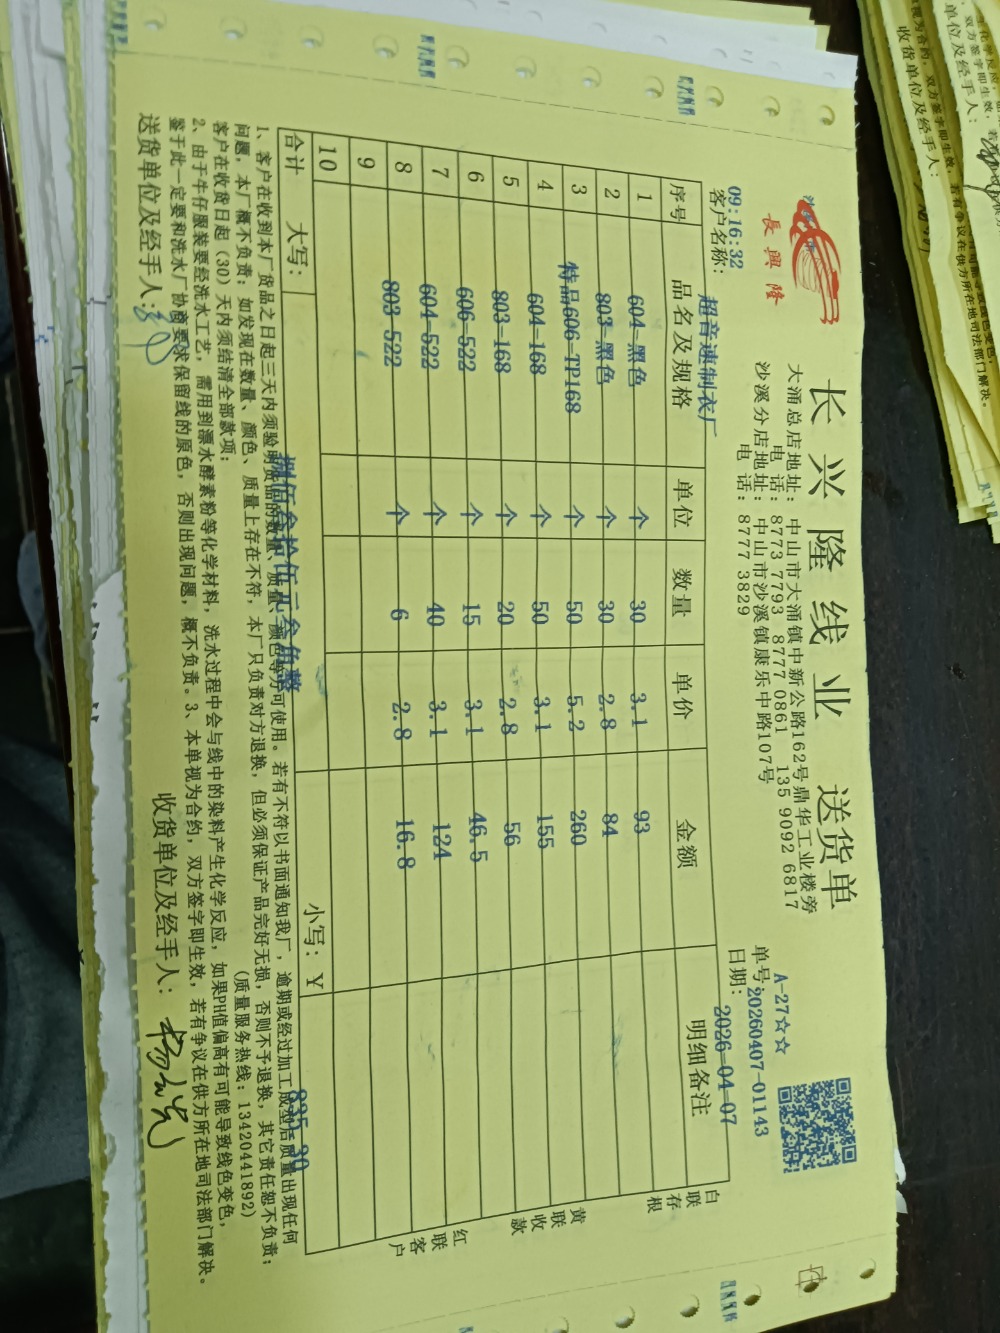 長興隆
长兴隆线业 送货单
大涌总店地址：中山市大涌镇中新公路162号鼎华工业楼旁
电 话：8773 7793 8777 0861 135 9092 6817
沙溪分店地址：中山市沙溪镇康乐中路107号
电 话：8777 3829
A-27☆☆
单号：20260407-01143
日期：2026-04-07
09:16:32
客户名称：超音速制衣厂
序号 品名及规格 单位 数量 单价 金额 明细备注
1 604-黑色 个 30 3.1 93
2 803-黑色 个 30 2.8 84
3 特品606-TP168 个 50 5.2 260
4 604-168 个 50 3.1 155
5 803-168 个 20 2.8 56
6 606-522 个 15 3.1 46.5
7 604-522 个 40 3.1 124
8 803-522 个 6 2.8 16.8
9
10
合计 大写：捌佰叁拾伍元叁角整 小写：Y 835.30
白联存根
黄联收款
红联客户
1、客户在收到本厂货品之日起三天内须验明货品的数量、质量、颜色等方可使用。若有不符以书面通知我厂，逾期或经过加工成型后质量出现任何
问题，本厂概不负责；如发现在数量、颜色、质量上存在不符，本厂只负责对方退换，但必须保证产品完好无损，否则不予退换，其它责任恕不负责；
客户在收货日起（30）天内须结清全部款项； （质量服务热线：13420441892）
2、由于牛仔服装要经洗水工艺，需用到漂水酵素粉等化学材料，洗水过程中会与线中的染料产生化学反应，如果PH值偏高有可能导致线色变色，
鉴于此一定要和洗水厂协商要求保留线的原色，否则出现问题，概不负责。3、本单视为合约，双方签字即生效，若有争议在供方所在地司法部门解决。
送货单位及经手人：
收货单位及经手人：